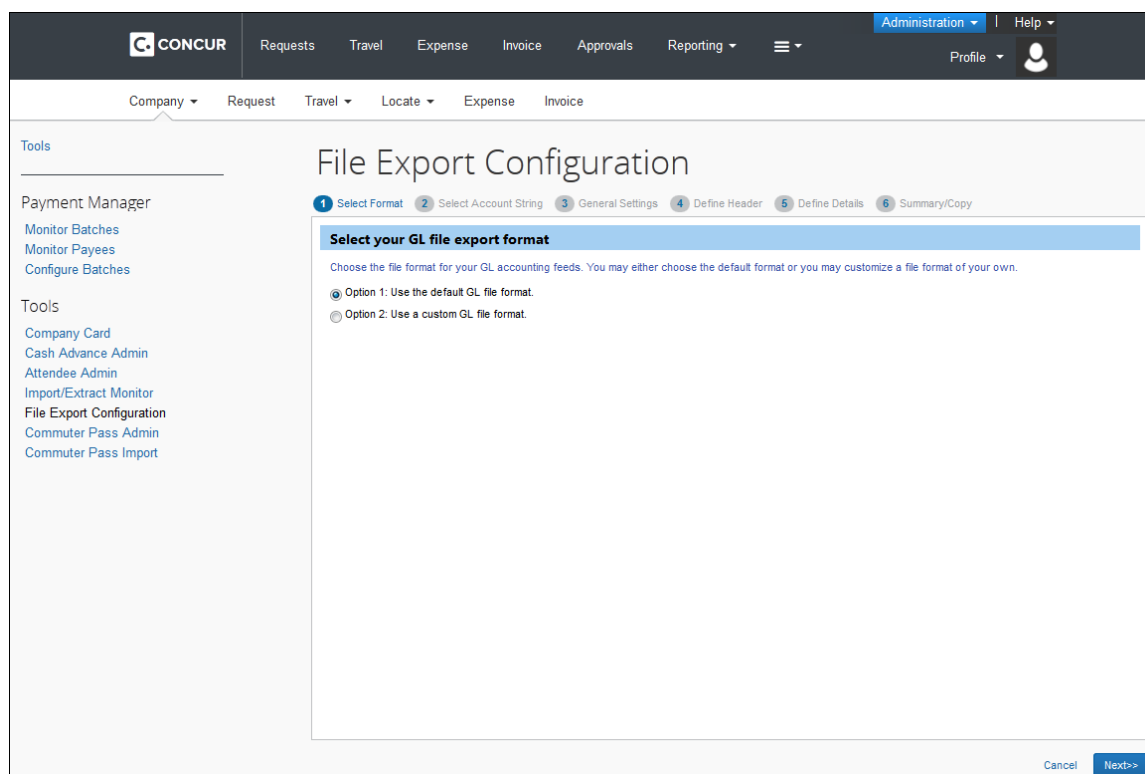 Administration | Help
C. CONCUR Requests Travel Expense Invoice Approvals Reporting
Profile
Company Request Travel Locate Expense Invoice
Tools
File Export Configuration
1 Select Format 2 Select Account String 3 General Settings 4 Define Header 5 Define Details 6 Summary/Copy
Payment Manager
Monitor Batches
Monitor Payees
Configure Batches
Tools
Company Card
Cash Advance Admin
Attendee Admin
Import/Extract Monitor
File Export Configuration
Commuter Pass Admin
Commuter Pass Import
Select your GL file export format
Choose the file format for your GL accounting feeds. You may either choose the default format or you may customize a file format of your own.
Option 1: Use the default GL file format.
Option 2: Use a custom GL file format.
Cancel Next>>